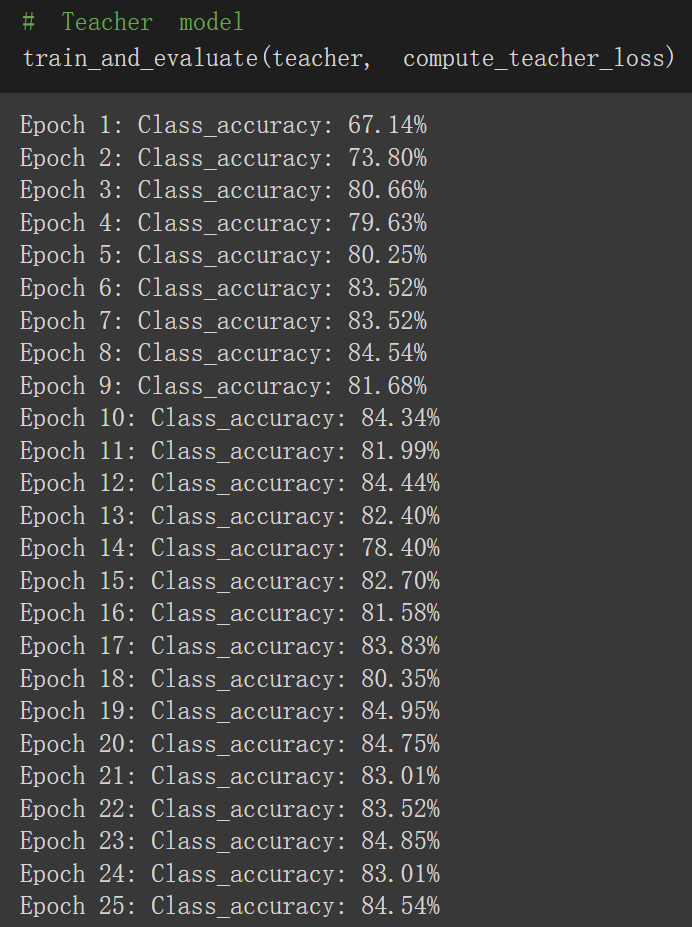 # Teacher model
train_and_evaluate(teacher, compute_teacher_loss)
Epoch 1: Class_accuracy: 67.14%
Epoch 2: Class_accuracy: 73.80%
Epoch 3: Class_accuracy: 80.66%
Epoch 4: Class_accuracy: 79.63%
Epoch 5: Class_accuracy: 80.25%
Epoch 6: Class_accuracy: 83.52%
Epoch 7: Class_accuracy: 83.52%
Epoch 8: Class_accuracy: 84.54%
Epoch 9: Class_accuracy: 81.68%
Epoch 10: Class_accuracy: 84.34%
Epoch 11: Class_accuracy: 81.99%
Epoch 12: Class_accuracy: 84.44%
Epoch 13: Class_accuracy: 82.40%
Epoch 14: Class_accuracy: 78.40%
Epoch 15: Class_accuracy: 82.70%
Epoch 16: Class_accuracy: 81.58%
Epoch 17: Class_accuracy: 83.83%
Epoch 18: Class_accuracy: 80.35%
Epoch 19: Class_accuracy: 84.95%
Epoch 20: Class_accuracy: 84.75%
Epoch 21: Class_accuracy: 83.01%
Epoch 22: Class_accuracy: 83.52%
Epoch 23: Class_accuracy: 84.85%
Epoch 24: Class_accuracy: 83.01%
Epoch 25: Class_accuracy: 84.54%